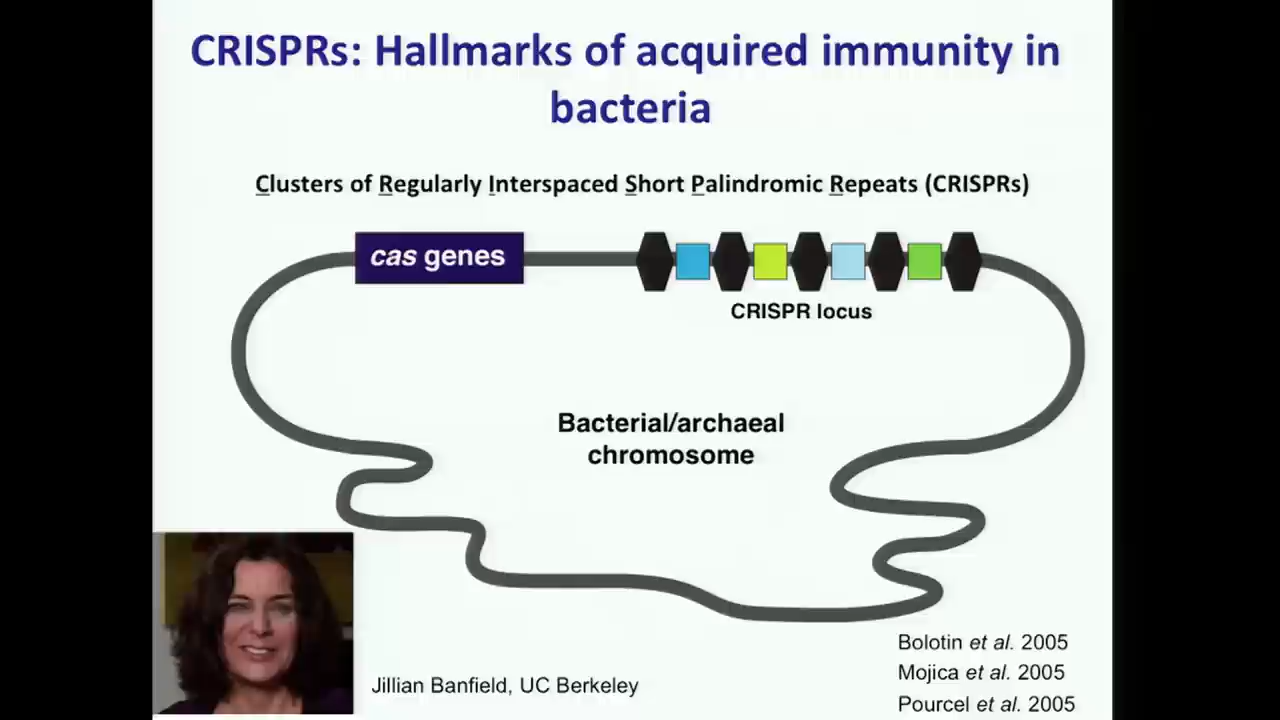 CRISPRs: Hallmarks of acquired immunity in
bacteria
Clusters of Regularly Interspaced Short Palindromic Repeats (CRISPRs)
cas genes
CRISPR locus
Bacterial/archaeal
chromosome
Jillian Banfield, UC Berkeley
Bolotin et al. 2005
Mojica et al. 2005
Pourcel et al. 2005